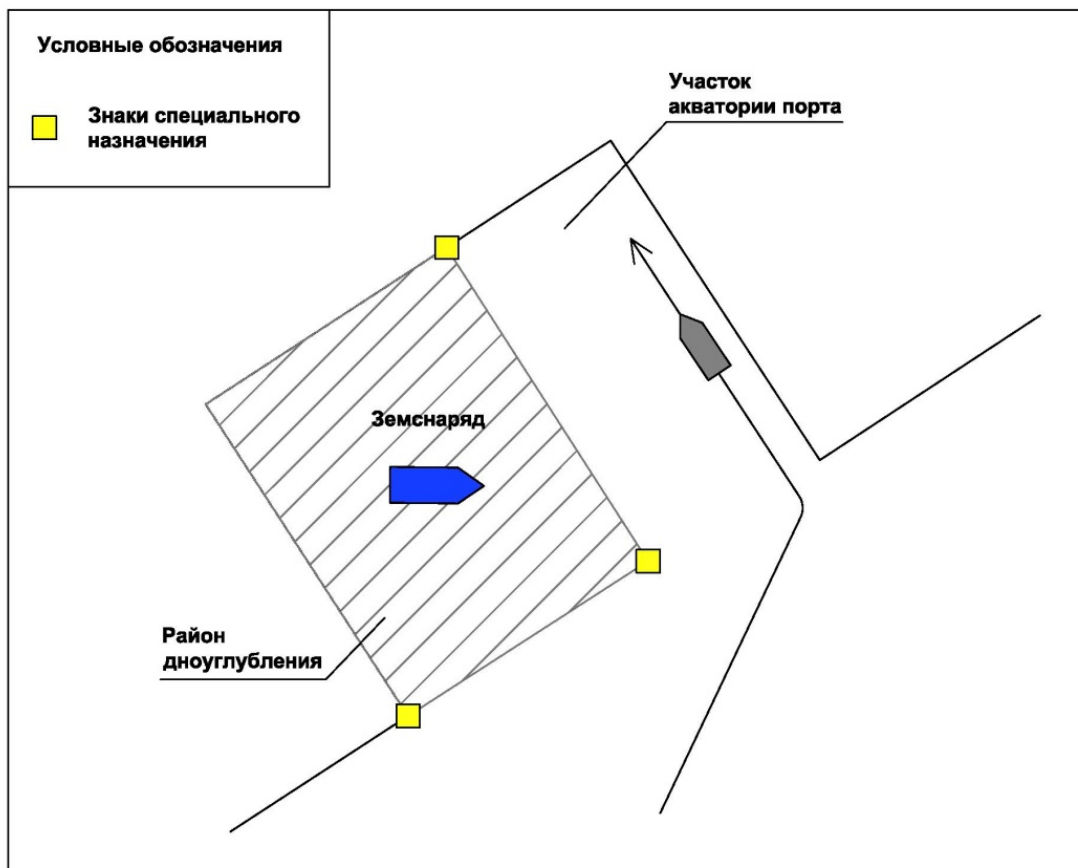 Условные обозначения
Знаки специального
назначения
Участок
акватории порта
Земснаряд
Район
дноуглубления